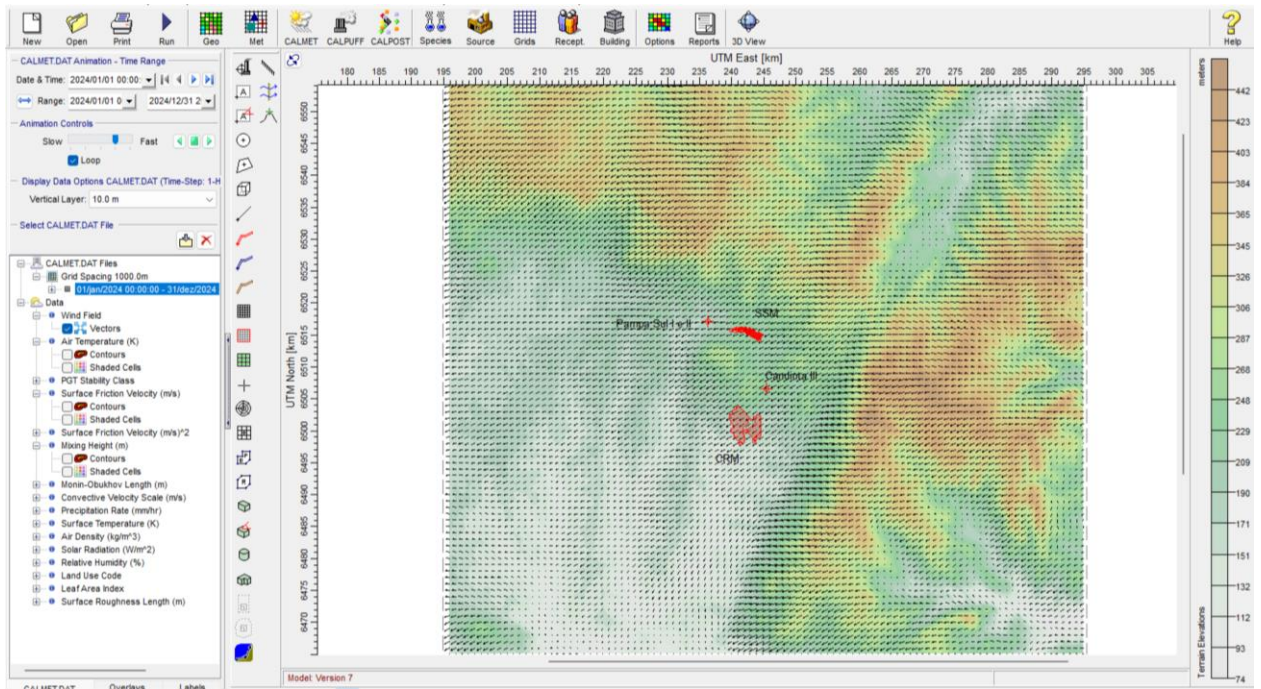 New Open Print Run Geo Met CALMET CALPUFF CALPOST Species Source Grids Recept. Building Options Reports 3D View Help
CALMET.DAT Animation - Time Range
Date & Time: 2024/01/01 00:00:
Range: 2024/01/01 0 2024/12/31 2
Animation Controls
Slow Fast
Loop
Display Data Options CALMET.DAT (Time-Step: 1-H
Vertical Layer: 10.0 m
Select CALMET.DAT File
CALMET.DAT Files
Grid Spacing 1000.0m
01/jan/2024 00:00:00 - 31/dez/2024
Data
Wind Field
Vectors
Air Temperature (K)
Contours
Shaded Cells
PGT Stability Class
Surface Friction Velocity (m/s)
Contours
Shaded Cells
Surface Friction Velocity (m/s)^2
Mixing Height (m)
Contours
Shaded Cells
Monin-Obukhov Length (m)
Convective Velocity Scale (m/s)
Precipitation Rate (mm/hr)
Surface Temperature (K)
Air Density (kg/m^3)
Solar Radiation (W/m^2)
Relative Humidity (%)
Land Use Code
Leaf Area Index
Surface Roughness Length (m)
CALMET.DAT Overlays Labels
UTM East [km]
180 185 190 195 200 205 210 215 220 225 230 235 240 245 250 255 260 265 270 275 280 285 290 295 300 305
UTM North [km]
6550
6545
6540
6535
6530
6525
6520
6515
6510
6505
6500
6495
6490
6485
6480
6475
6470
SSM
Pampa Sul I e II
Candiota III
CRM
Model: Version 7
meters
442
423
403
384
365
345
326
306
287
268
248
229
209
190
171
151
132
112
93
74
Terrain Elevations